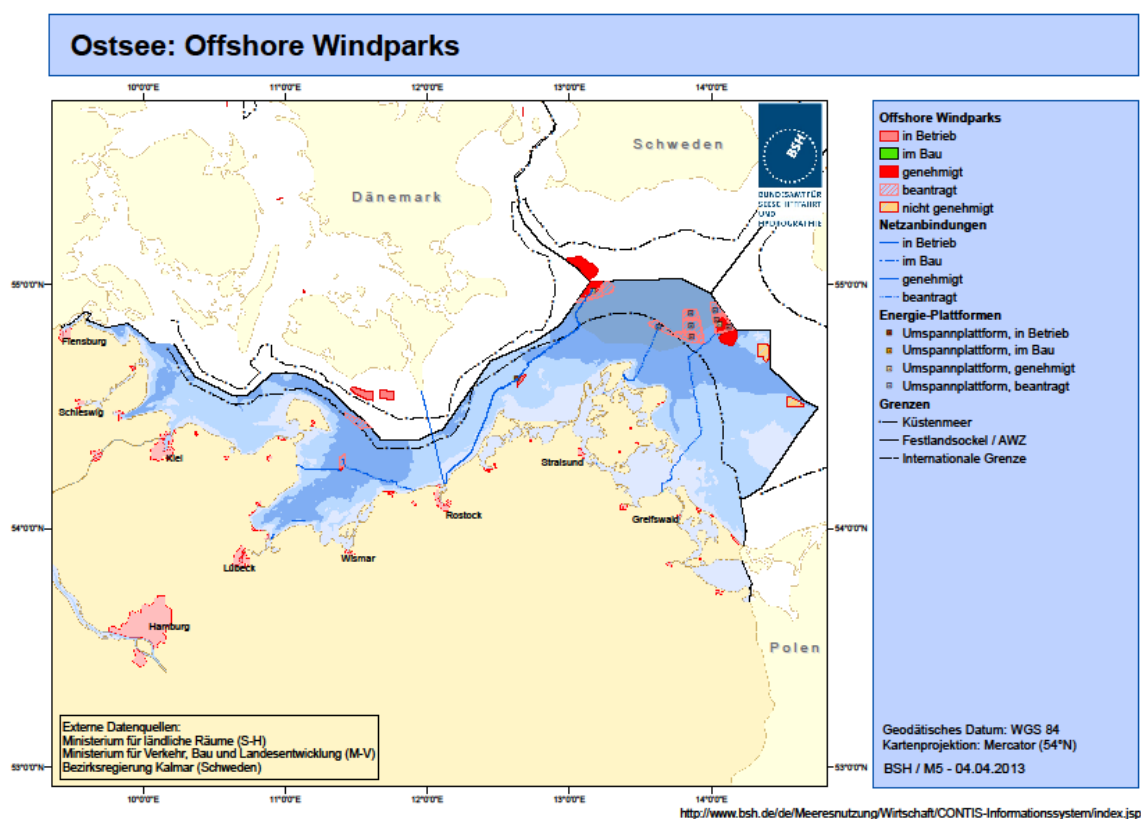 Ostsee: Offshore Windparks
10°0'0"E 11°0'0"E 12°0'0"E 13°0'0"E 14°0'0"E
Schweden
Dänemark
BSH
BUNDESAMT FÜR
SEESCHIFFFAHRT
UND
HYDROGRAPHIE
55°0'0"N 55°0'0"N
Flensburg
Schleswig
Kiel
Stralsund
Rostock
Greifswald
54°0'0"N 54°0'0"N
Wismar
Lübeck
Hamburg
Polen
Externe Datenquellen:
Ministerium für ländliche Räume (S-H)
Ministerium für Verkehr, Bau und Landesentwicklung (M-V)
Bezirksregierung Kalmar (Schweden)
53°0'0"N 53°0'0"N
10°0'0"E 11°0'0"E 12°0'0"E 13°0'0"E 14°0'0"E
Offshore Windparks
in Betrieb
im Bau
genehmigt
beantragt
nicht genehmigt
Netzanbindungen
in Betrieb
im Bau
genehmigt
beantragt
Energie-Plattformen
Umspannplattform, in Betrieb
Umspannplattform, im Bau
Umspannplattform, genehmigt
Umspannplattform, beantragt
Grenzen
Küstenmeer
Festlandsockel / AWZ
Internationale Grenze
Geodätisches Datum: WGS 84
Kartenprojektion: Mercator (54°N)
BSH / M5 - 04.04.2013
http://www.bsh.de/de/Meeresnutzung/Wirtschaft/CONTIS-Informationssystem/index.jsp